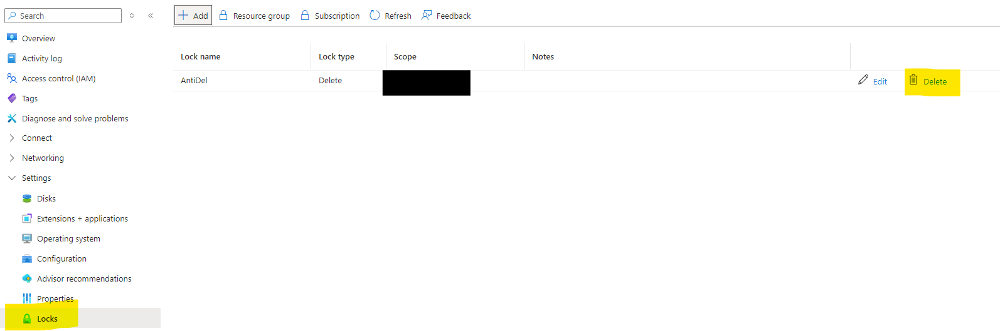 Search
Overview
Activity log
Access control (IAM)
Tags
Diagnose and solve problems
Connect
Networking
Settings
Disks
Extensions + applications
Operating system
Configuration
Advisor recommendations
Properties
Locks
Add Resource group Subscription Refresh Feedback
Lock name Lock type Scope Notes
AntiDel Delete Edit Delete